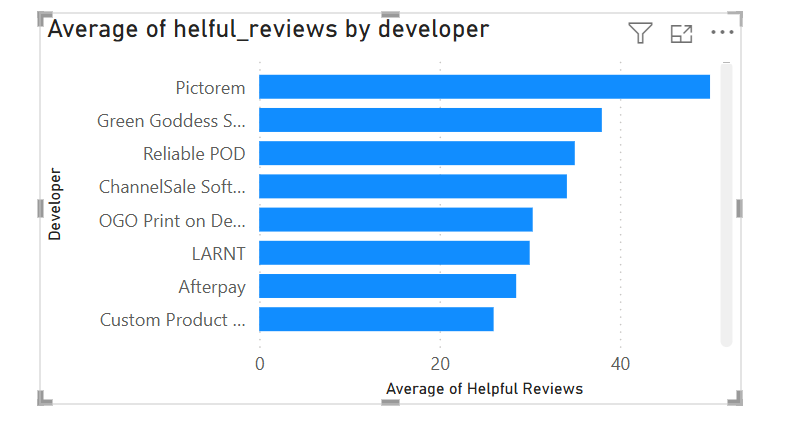 Average of helful_reviews by developer
Developer
Pictorem
Green Goddess S...
Reliable POD
ChannelSale Soft...
OGO Print on De...
LARNT
Afterpay
Custom Product ...
0 20 40
Average of Helpful Reviews